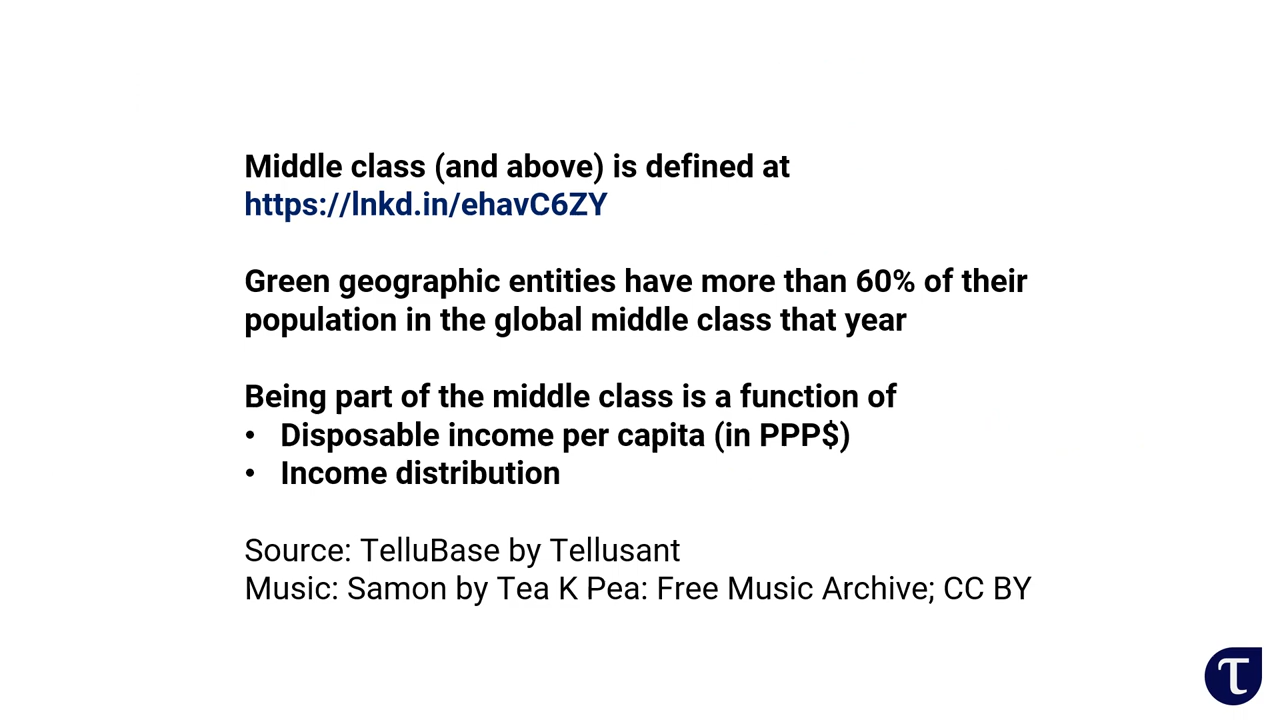 Middle class (and above) is defined at
https://lnkd.in/ehavC6ZY
Green geographic entities have more than 60% of their
population in the global middle class that year
Being part of the middle class is a function of
• Disposable income per capita (in PPP$)
• Income distribution
Source: TelluBase by Tellusant
Music: Samon by Tea K Pea: Free Music Archive; CC BY
τ